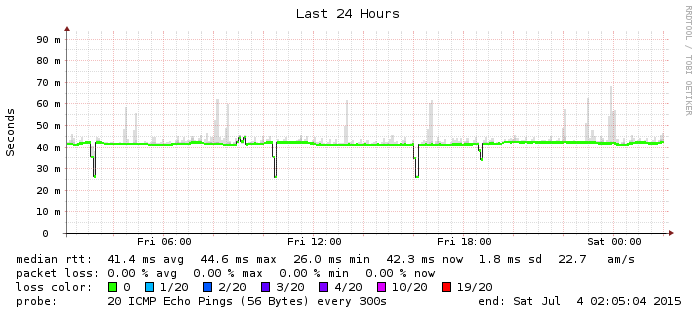 Last 24 Hours
RRDTOOL / TOBI OETIKER
Seconds
90 m
80 m
70 m
60 m
50 m
40 m
30 m
20 m
10 m
0
Fri 06:00 Fri 12:00 Fri 18:00 Sat 00:00
median rtt: 41.4 ms avg 44.6 ms max 26.0 ms min 42.3 ms now 1.8 ms sd 22.7 am/s
packet loss: 0.00 % avg 0.00 % max 0.00 % min 0.00 % now
loss color: 0 1/20 2/20 3/20 4/20 10/20 19/20
probe: 20 ICMP Echo Pings (56 Bytes) every 300s end: Sat Jul 4 02:05:04 2015